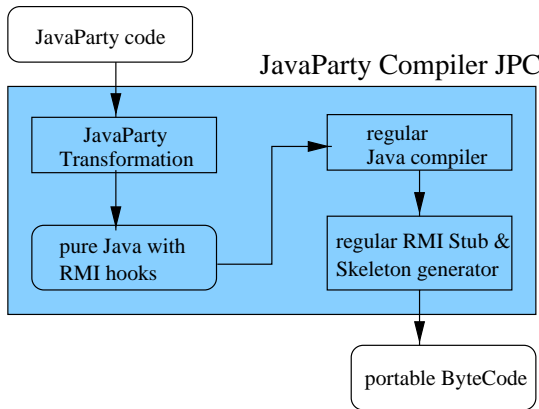 JavaParty code
JavaParty Compiler JPC
JavaParty
Transformation
pure Java with
RMI hooks
regular
Java compiler
regular RMI Stub &
Skeleton generator
portable ByteCode